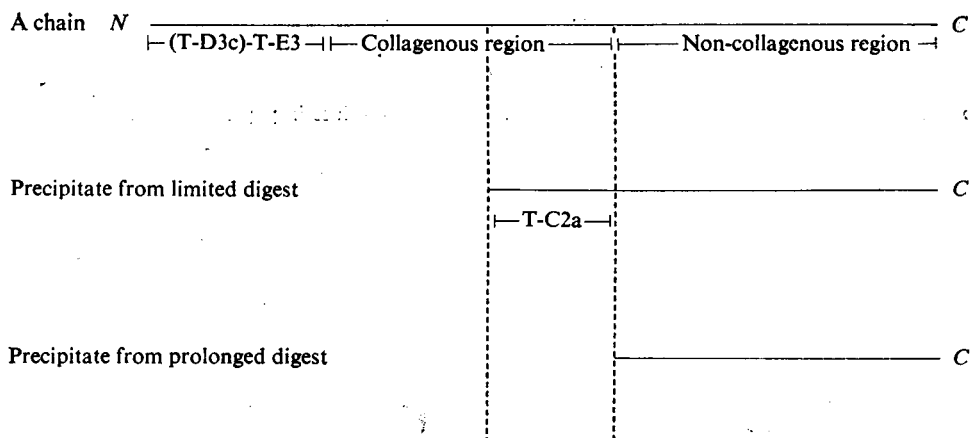 A chain N C
(T-D3c)-T-E3 Collagenous region Non-collagenous region
Precipitate from limited digest C
T-C2a
Precipitate from prolonged digest C